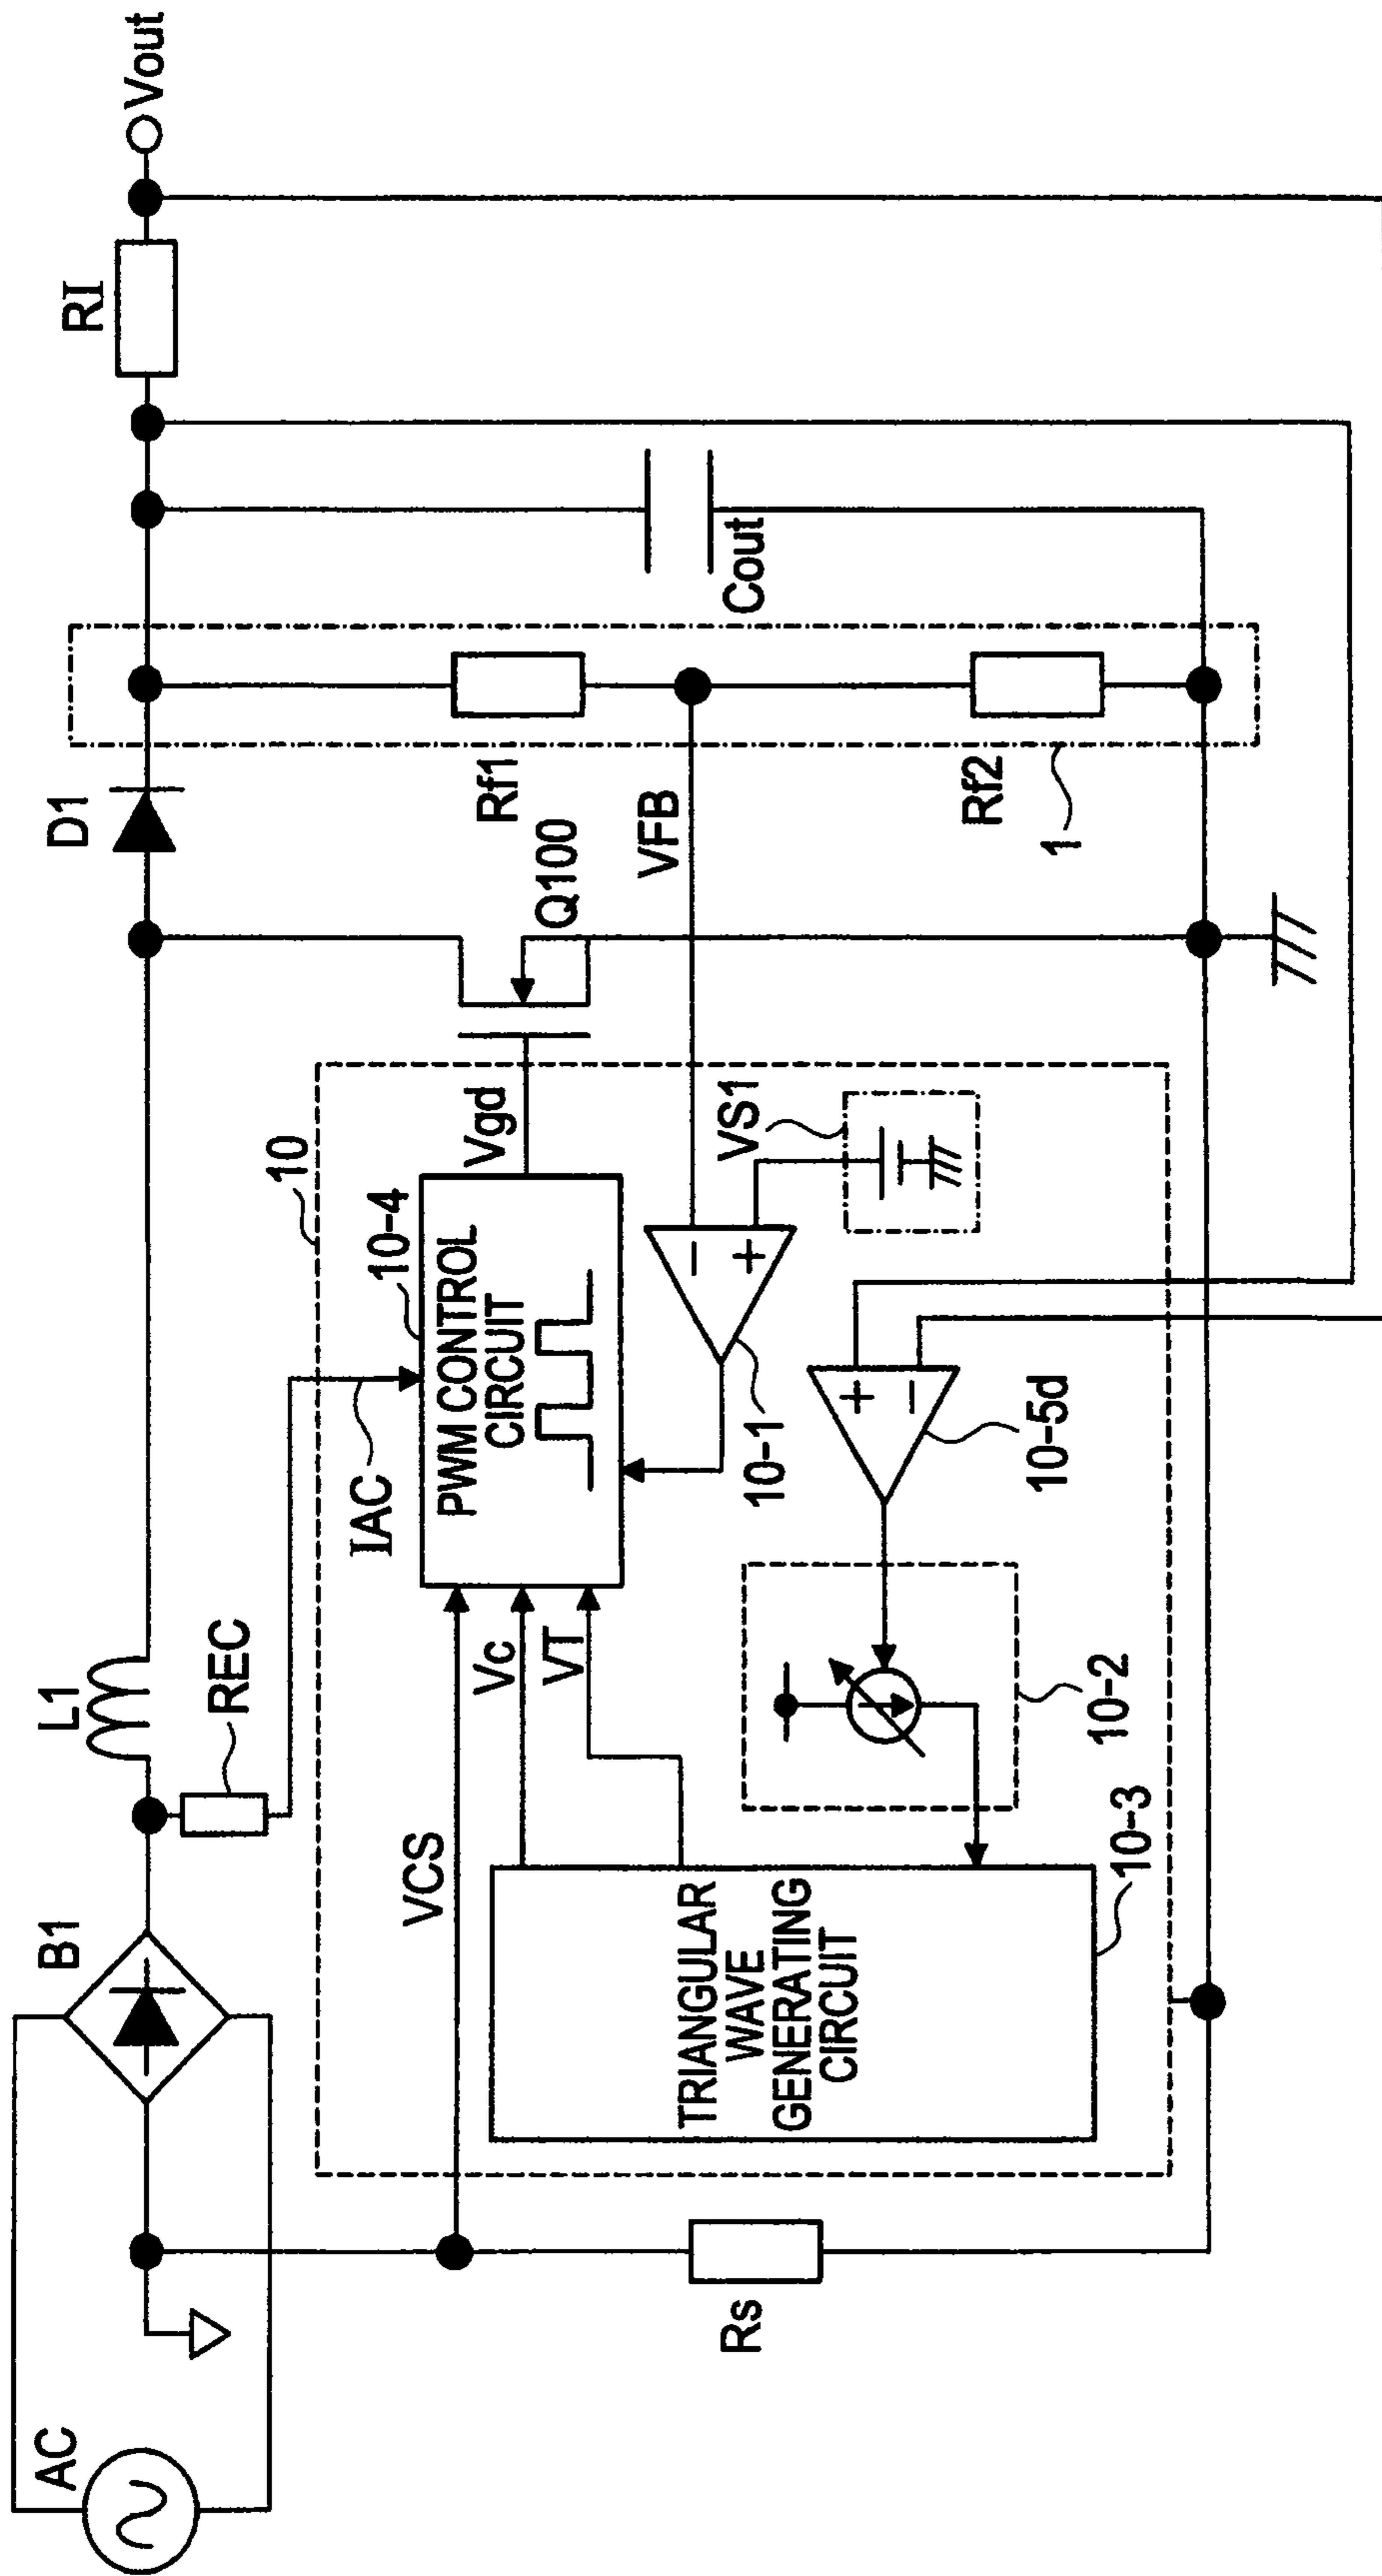 AC
B1
L1
D1
RI
Vout
REC
IAC
10
Vgd
Q100
VCS
Vc
VT
PWM CONTROL
CIRCUIT
10-4
VFB
Rf1
Rf2
1
Cout
VS1
−
+
10-1
+
−
10-5d
10-2
TRIANGULAR
WAVE
GENERATING
CIRCUIT
10-3
Rs